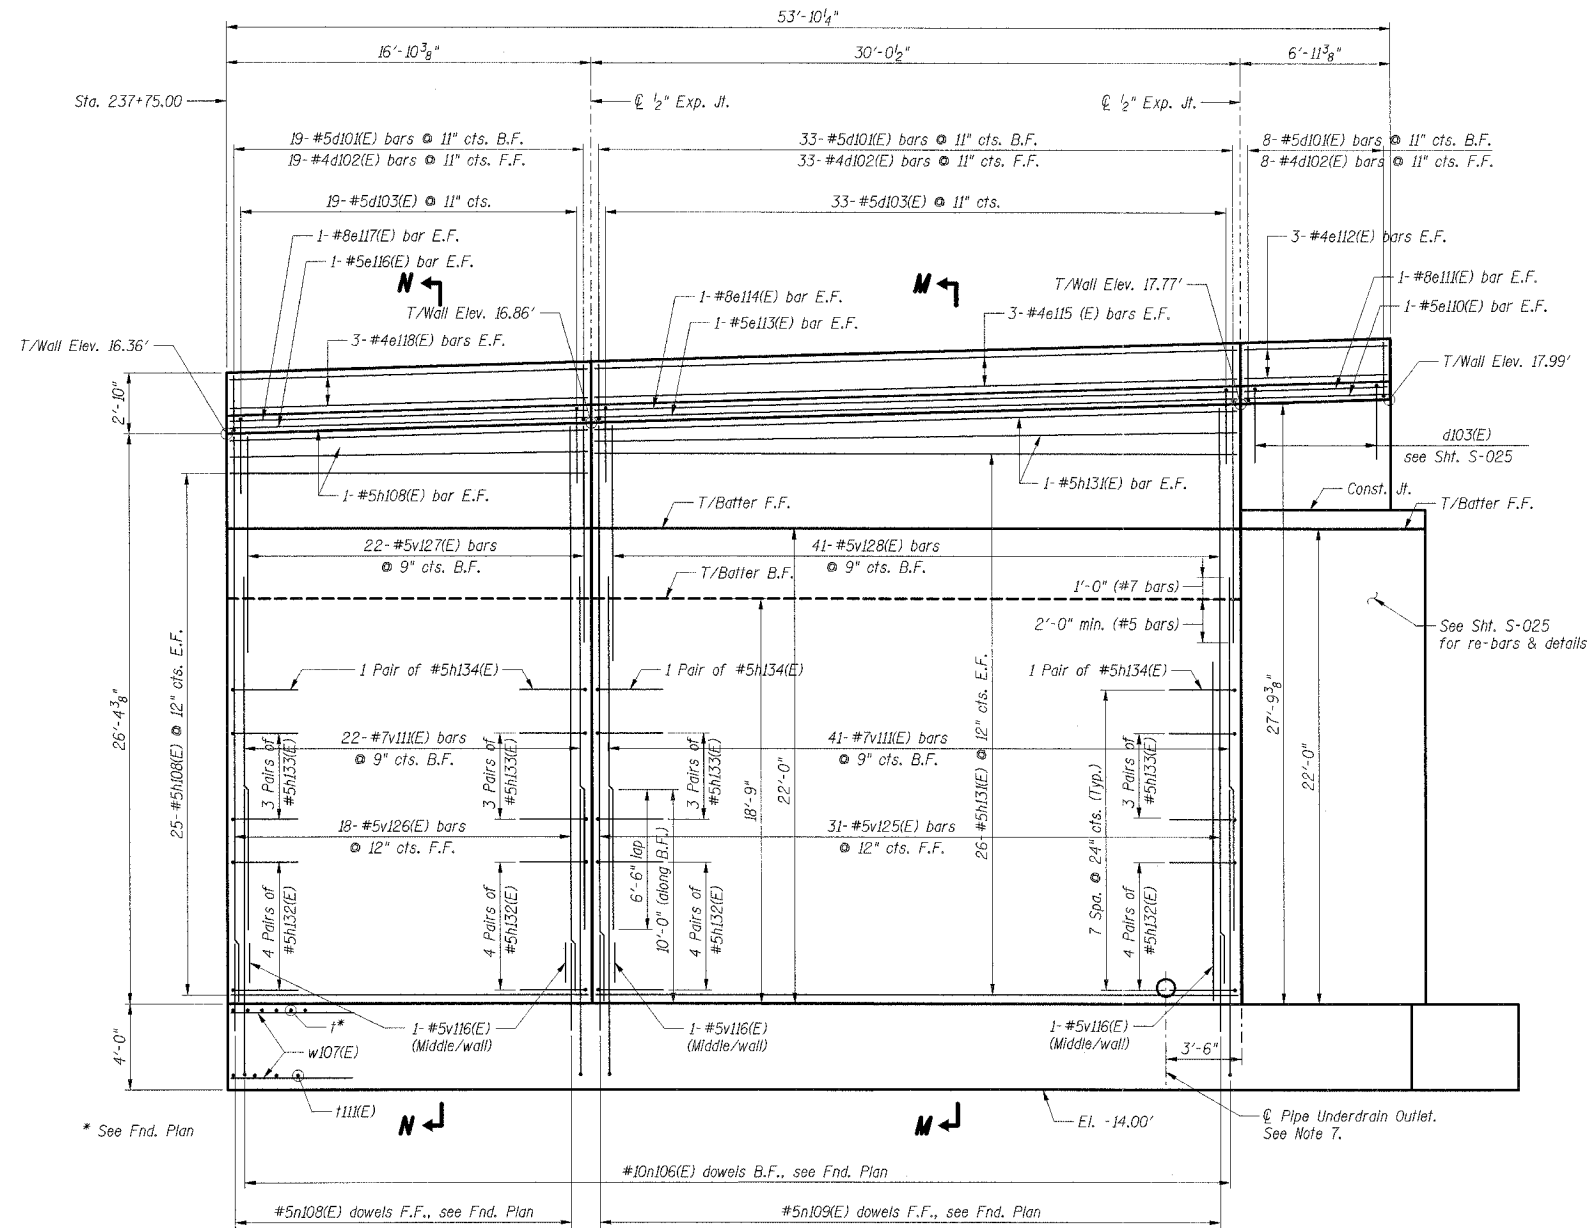 53'-10¼"
16'-10⅜"
30'-0½"
6'-11⅜"
Sta. 237+75.00
℄ ½" Exp. Jt.
℄ ½" Exp. Jt.
19- #5d101(E) bars @ 11" cts. B.F.
19- #4d102(E) bars @ 11" cts. F.F.
33- #5d101(E) bars @ 11" cts. B.F.
33- #4d102(E) bars @ 11" cts. F.F.
8- #5d101(E) bars @ 11" cts. B.F.
8- #4d102(E) bars @ 11" cts. F.F.
19- #5d103(E) @ 11" cts.
33- #5d103(E) @ 11" cts.
1- #8e117(E) bar E.F.
1- #5e116(E) bar E.F.
3- #4e112(E) bars E.F.
N
M
T/Wall Elev. 17.77'
1- #8e111(E) bar E.F.
1- #5e110(E) bar E.F.
1- #8e114(E) bar E.F.
1- #5e113(E) bar E.F.
T/Wall Elev. 16.86'
3- #4e115 (E) bars E.F.
T/Wall Elev. 16.36'
3- #4e118(E) bars E.F.
T/Wall Elev. 17.99'
2'-10"
d103(E)
see Sht. S-025
1- #5h108(E) bar E.F.
1- #5h131(E) bar E.F.
Const. Jt.
T/Batter F.F.
T/Batter F.F.
22- #5v127(E) bars
@ 9" cts. B.F.
41- #5v128(E) bars
@ 9" cts. B.F.
T/Batter B.F.
1'-0" (#7 bars)
2'-0" min. (#5 bars)
See Sht. S-025
for re-bars & details
1 Pair of #5h134(E)
1 Pair of #5h134(E)
1 Pair of #5h134(E)
26'-4⅜"
25- #5h108(E) @ 12" cts. E.F.
22- #7v111(E) bars
@ 9" cts. B.F.
41- #7v111(E) bars
@ 9" cts. B.F.
3 Pairs of
#5h133(E)
3 Pairs of
#5h133(E)
3 Pairs of
#5h133(E)
3 Pairs of
#5h133(E)
18'-9"
22'-0"
26- #5h131(E) @ 12" cts. E.F.
7 Spa. @ 24" cts. (Typ.)
27'-9⅜"
22'-0"
18- #5v126(E) bars
@ 12" cts. F.F.
31- #5v125(E) bars
@ 12" cts. F.F.
6'-6" lap
10'-0" (along B.F.)
4 Pairs of
#5h132(E)
4 Pairs of
#5h132(E)
4 Pairs of
#5h132(E)
4 Pairs of
#5h132(E)
4'-0"
t*
w107(E)
t111(E)
1- #5v116(E)
(Middle/wall)
1- #5v116(E)
(Middle/wall)
1- #5v116(E)
(Middle/wall)
3'-6"
* See Fnd. Plan
N
M
El. -14.00'
℄ Pipe Underdrain Outlet.
See Note 7.
#10n106(E) dowels B.F., see Fnd. Plan
#5n108(E) dowels F.F., see Fnd. Plan
#5n109(E) dowels F.F., see Fnd. Plan